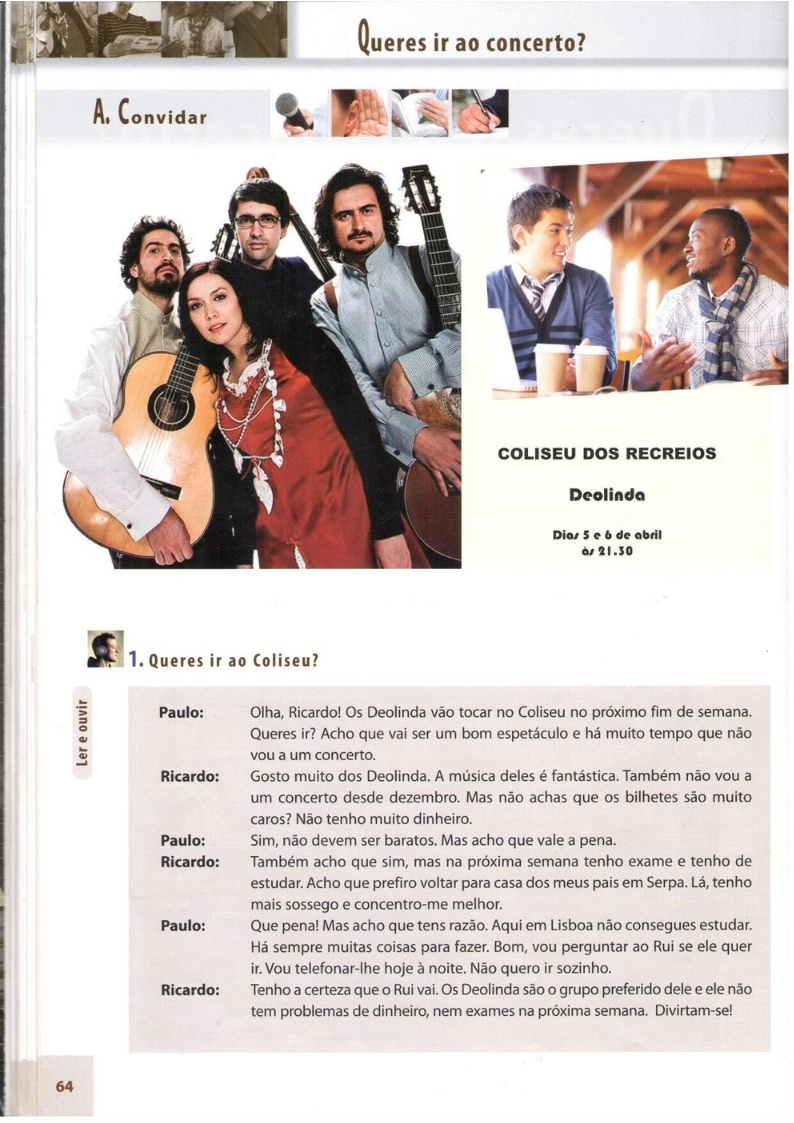 Queres ir ao concerto?
A. Convidar
COLISEU DOS RECREIOS
Deolinda
Dias 5 e 6 de abril
às 21.30
1. Queres ir ao Coliseu?
Ler e ouvir
Paulo: Olha, Ricardo! Os Deolinda vão tocar no Coliseu no próximo fim de semana.
Queres ir? Acho que vai ser um bom espetáculo e há muito tempo que não
vou a um concerto.
Ricardo: Gosto muito dos Deolinda. A música deles é fantástica. Também não vou a
um concerto desde dezembro. Mas não achas que os bilhetes são muito
caros? Não tenho muito dinheiro.
Paulo: Sim, não devem ser baratos. Mas acho que vale a pena.
Ricardo: Também acho que sim, mas na próxima semana tenho exame e tenho de
estudar. Acho que prefiro voltar para casa dos meus pais em Serpa. Lá, tenho
mais sossego e concentro-me melhor.
Paulo: Que pena! Mas acho que tens razão. Aqui em Lisboa não consegues estudar.
Há sempre muitas coisas para fazer. Bom, vou perguntar ao Rui se ele quer
ir. Vou telefonar-lhe hoje à noite. Não quero ir sozinho.
Ricardo: Tenho a certeza que o Rui vai. Os Deolinda são o grupo preferido dele e ele não
tem problemas de dinheiro, nem exames na próxima semana. Divirtam-se!
64